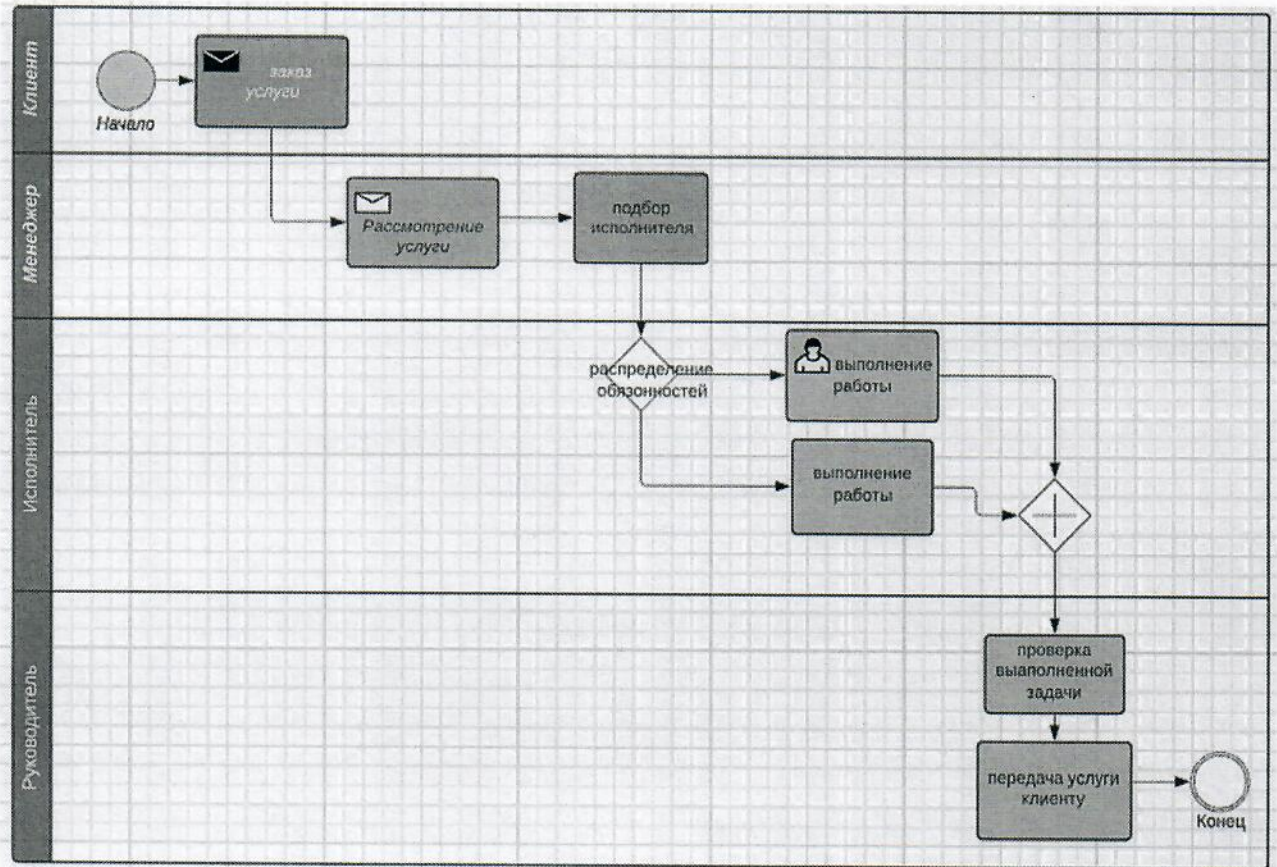 Клиент
заказ
услуги
Начало
Менеджер
Рассмотрение
услуги
подбор
исполнителя
Исполнитель
распределение
обязонностей
выполнение
работы
выполнение
работы
Руководитель
проверка
выаполненной
задачи
передача услуги
клиенту
Конец